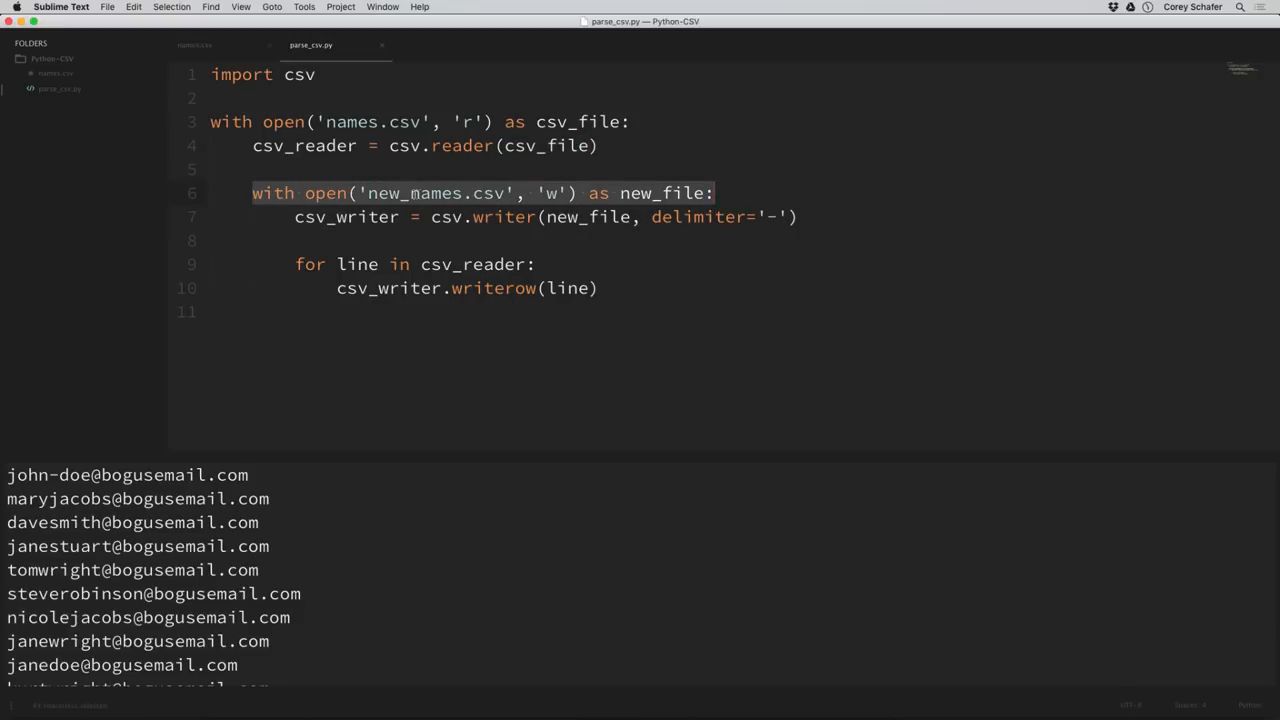 Sublime Text File Edit Selection Find View Goto Tools Project Window Help Corey Schafer
parse_csv.py — Python-CSV
FOLDERS
Python-CSV
names.csv
parse_csv.py
names.csv
parse_csv.py
1 import csv
2
3 with open('names.csv', 'r') as csv_file:
4 csv_reader = csv.reader(csv_file)
5
6 with open('new_names.csv', 'w') as new_file:
7 csv_writer = csv.writer(new_file, delimiter='-')
8
9 for line in csv_reader:
10 csv_writer.writerow(line)
11
john-doe@bogusemail.com
maryjacobs@bogusemail.com
davesmith@bogusemail.com
janestuart@bogusemail.com
tomwright@bogusemail.com
steverobinson@bogusemail.com
nicolejacobs@bogusemail.com
janewright@bogusemail.com
janedoe@bogusemail.com
UTF-8 Spaces: 4 Python